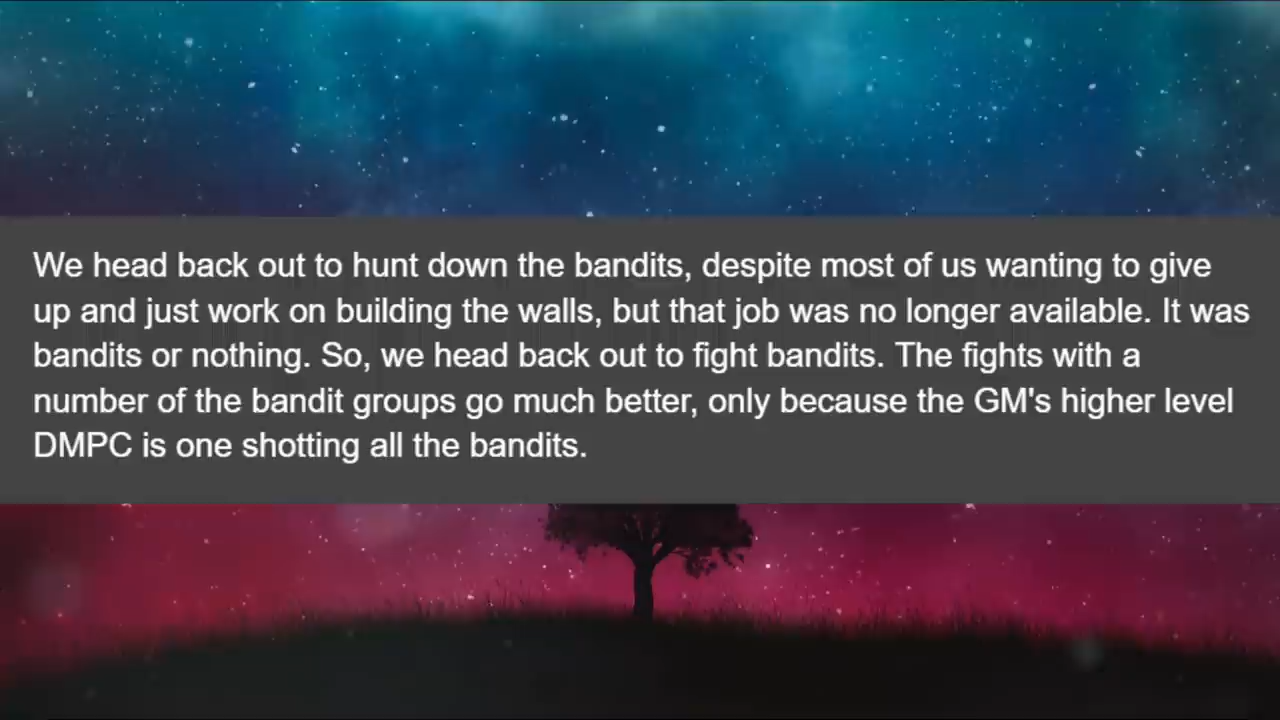 We head back out to hunt down the bandits, despite most of us wanting to give
up and just work on building the walls, but that job was no longer available. It was
bandits or nothing. So, we head back out to fight bandits. The fights with a
number of the bandit groups go much better, only because the GM's higher level
DMPC is one shotting all the bandits.